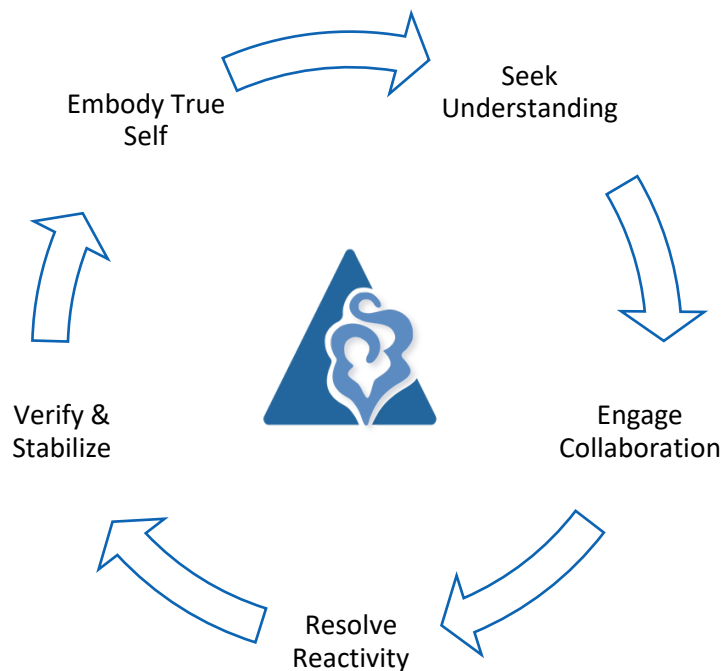 Seek
Understanding
Engage
Collaboration
Resolve
Reactivity
Verify &
Stabilize
Embody True
Self